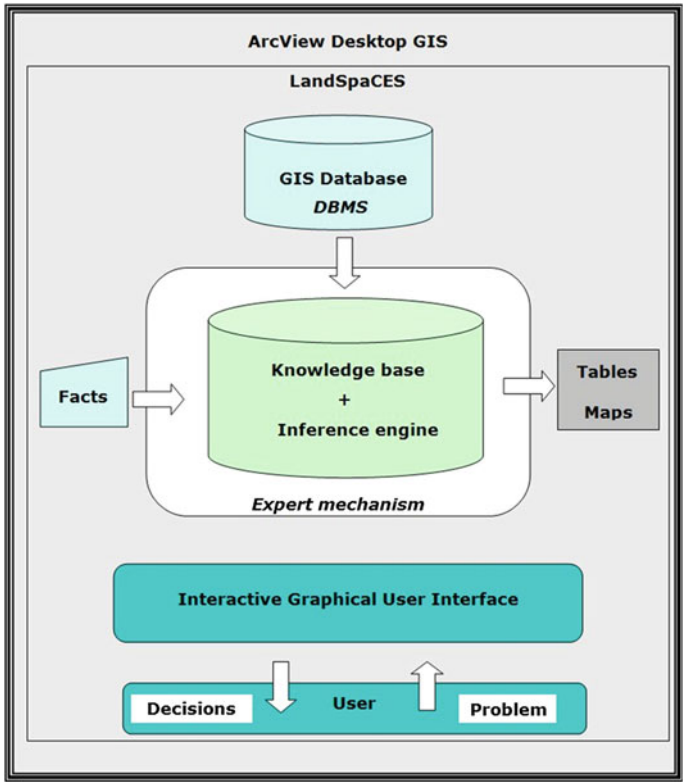 ArcView Desktop GIS
LandSpaCES
GIS Database
DBMS
Knowledge base
+
Inference engine
Expert mechanism
Facts
Tables
Maps
Interactive Graphical User Interface
Decisions
User
Problem